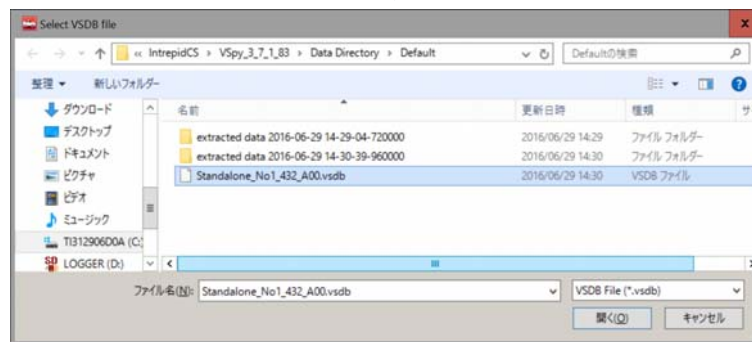 Select VSDB file
« IntrepidCS › VSpy_3_7_1_83 › Data Directory › Default
Defaultの検索
整理 新しいフォルダー
名前 更新日時 種類 サ
ダウンロード
デスクトップ
ドキュメント
ピクチャ
ビデオ
ミュージック
TI312906D0A (C:)
LOGGER (D:)
extracted data 2016-06-29 14-29-04-720000 2016/06/29 14:29 ファイル フォルダー
extracted data 2016-06-29 14-30-39-960000 2016/06/29 14:30 ファイル フォルダー
Standalone_No1_432_A00.vsdb 2016/06/29 14:30 VSDB ファイル
ファイル名(N): Standalone_No1_432_A00.vsdb VSDB File (*.vsdb)
開く(O) キャンセル